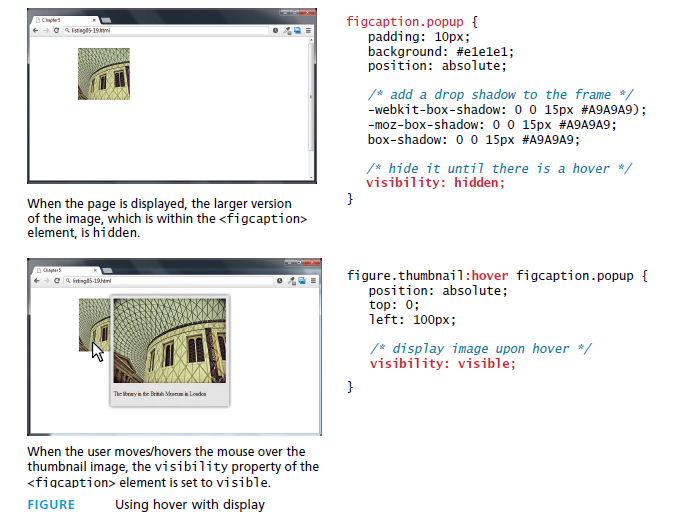 Chapter 5
listing05-19.html
When the page is displayed, the larger version
of the image, which is within the <figcaption>
element, is hidden.
figcaption.popup {
padding: 10px;
background: #e1e1e1;
position: absolute;
/* add a drop shadow to the frame */
-webkit-box-shadow: 0 0 15px #A9A9A9);
-moz-box-shadow: 0 0 15px #A9A9A9;
box-shadow: 0 0 15px #A9A9A9;
/* hide it until there is a hover */
visibility: hidden;
}
Chapter 5
listing05-19.html
The library in the British Museum in London
When the user moves/hovers the mouse over the
thumbnail image, the visibility property of the
<figcaption> element is set to visible.
figure.thumbnail:hover figcaption.popup {
position: absolute;
top: 0;
left: 100px;
/* display image upon hover */
visibility: visible;
}
FIGURE Using hover with display